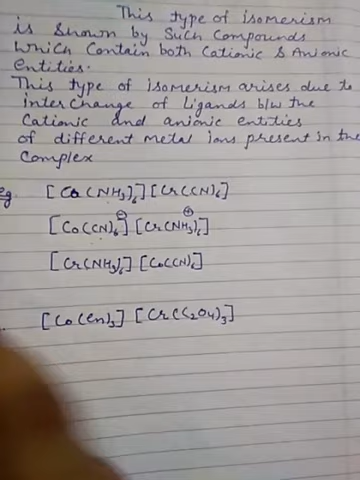 This type of isomerism
is shown by such compounds
which contain both cationic & Anionic
entities.
This type of isomerism arises due to
interchange of ligands b/w the
cationic and anionic entities
of different metal ions present in the
complex
eg. [Co(NH₃)₆][Cr(CN)₆]
[Co(CN)₆]⊖ [Cr(NH₃)₆]⊕
[Cr(NH₃)₆] [Co(CN)₆]
[Co(en)₃] [Cr(C₂O₄)₃]